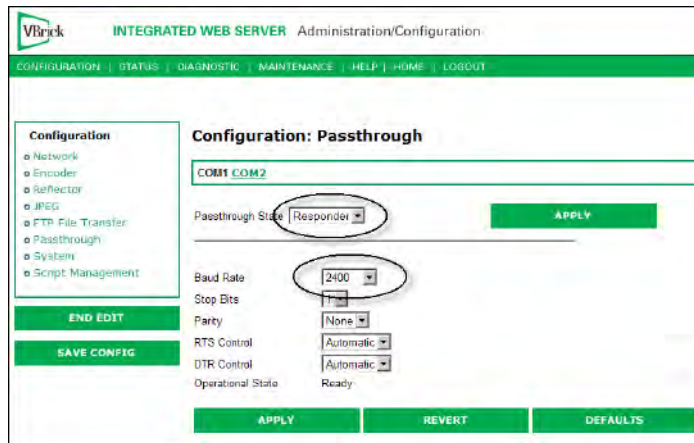 VBrick
INTEGRATED WEB SERVER Administration/Configuration
CONFIGURATION | STATUS | DIAGNOSTIC | MAINTENANCE | HELP | HOME | LOGOUT
Configuration
Network
Encoder
Reflector
JPEG
FTP File Transfer
Passthrough
System
Script Management
END EDIT
SAVE CONFIG
Configuration: Passthrough
COM1 COM2
Passthrough State Responder
APPLY
Baud Rate 2400
Stop Bits 1
Parity None
RTS Control Automatic
DTR Control Automatic
Operational State Ready
APPLY REVERT DEFAULTS